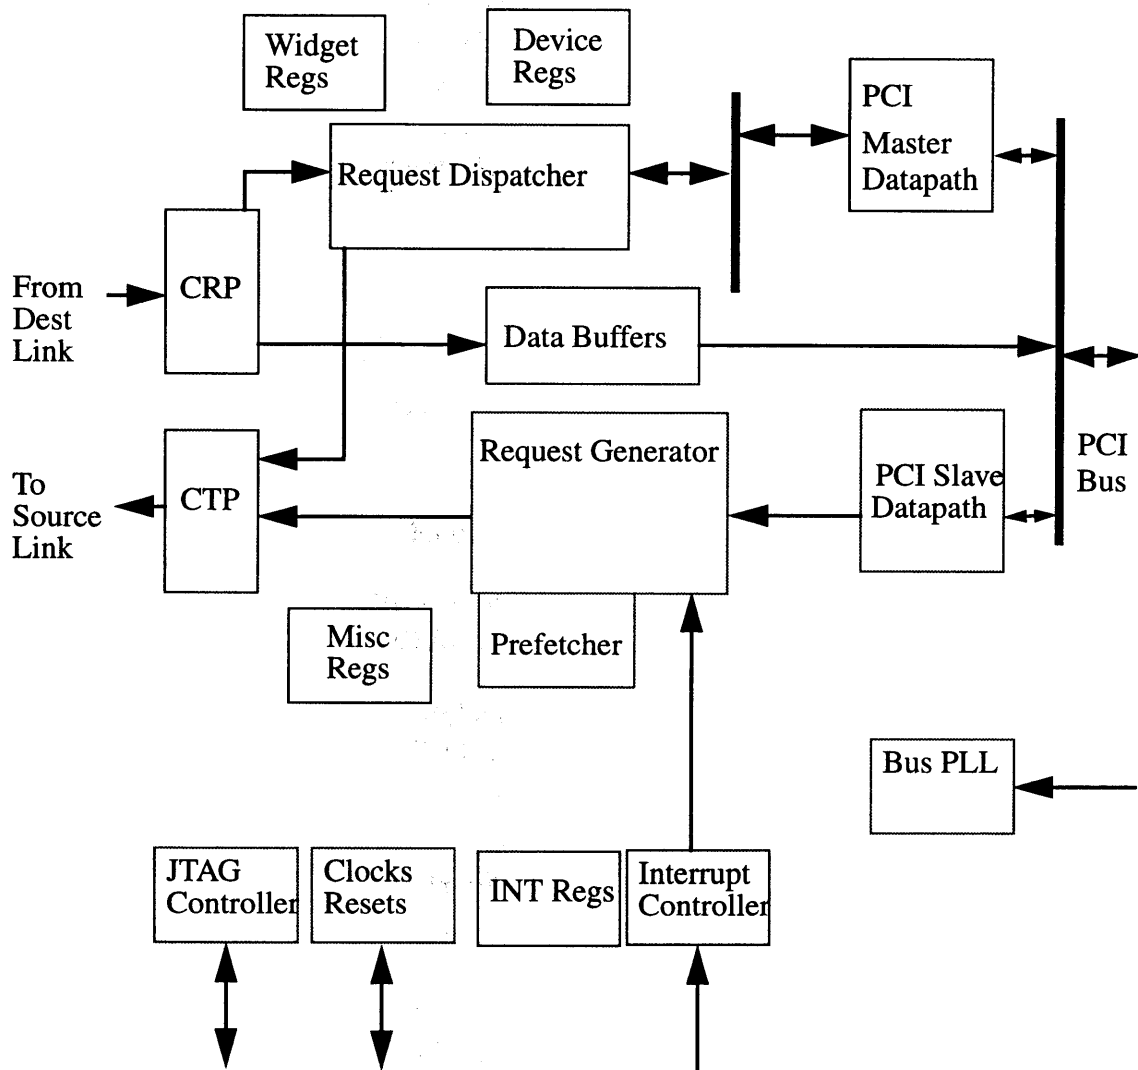 Widget
Regs
Device
Regs
PCI
Master
Datapath
Request Dispatcher
CRP
From
Dest
Link
Data Buffers
Request Generator
PCI Slave
Datapath
PCI
Bus
To
Source
Link
CTP
Misc
Regs
Prefetcher
Bus PLL
JTAG
Controller
Clocks
Resets
INT Regs
Interrupt
Controller